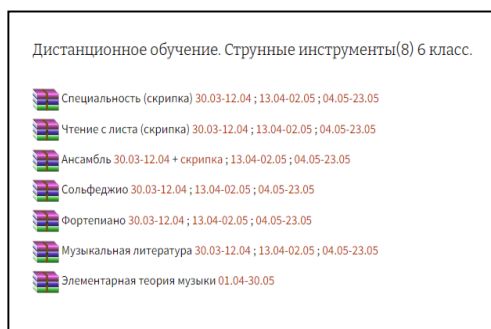 Дистанционное обучение. Струнные инструменты(8) 6 класс.
Специальность (скрипка) 30.03-12.04 ; 13.04-02.05 ; 04.05-23.05
Чтение с листа (скрипка) 30.03-12.04 ; 13.04-02.05 ; 04.05-23.05
Ансамбль 30.03-12.04 + скрипка ; 13.04-02.05 ; 04.05-23.05
Сольфеджио 30.03-12.04 ; 13.04-02.05 ; 04.05-23.05
Фортепиано 30.03-12.04 ; 13.04-02.05 ; 04.05-23.05
Музыкальная литература 30.03-12.04 ; 13.04-02.05 ; 04.05-23.05
Элементарная теория музыки 01.04-30.05